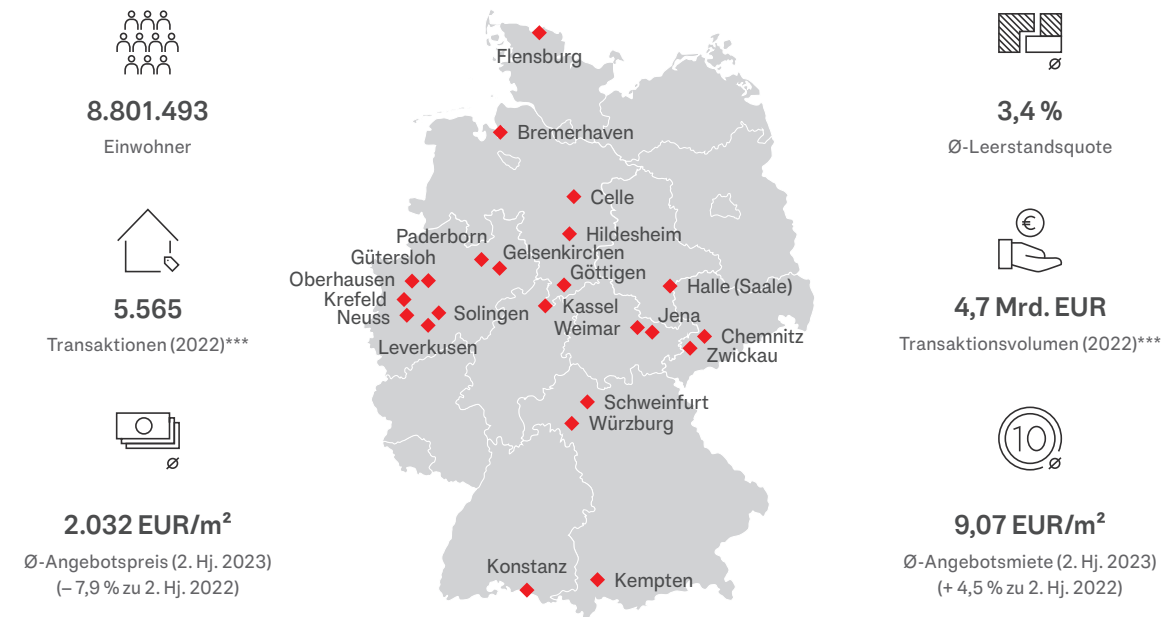 8.801.493
Einwohner
5.565
Transaktionen (2022)***
2.032 EUR/m²
Ø-Angebotspreis (2. Hj. 2023)
(– 7,9 % zu 2. Hj. 2022)
Flensburg
Bremerhaven
Celle
Hildesheim
Paderborn
Gelsenkirchen
Gütersloh
Göttigen
Oberhausen
Halle (Saale)
Krefeld
Kassel
Neuss
Solingen
Weimar
Jena
Leverkusen
Chemnitz
Zwickau
Schweinfurt
Würzburg
Konstanz
Kempten
Ø
3,4 %
Ø-Leerstandsquote
€
4,7 Mrd. EUR
Transaktionsvolumen (2022)***
10
Ø
9,07 EUR/m²
Ø-Angebotsmiete (2. Hj. 2023)
(+ 4,5 % zu 2. Hj. 2022)
Ø